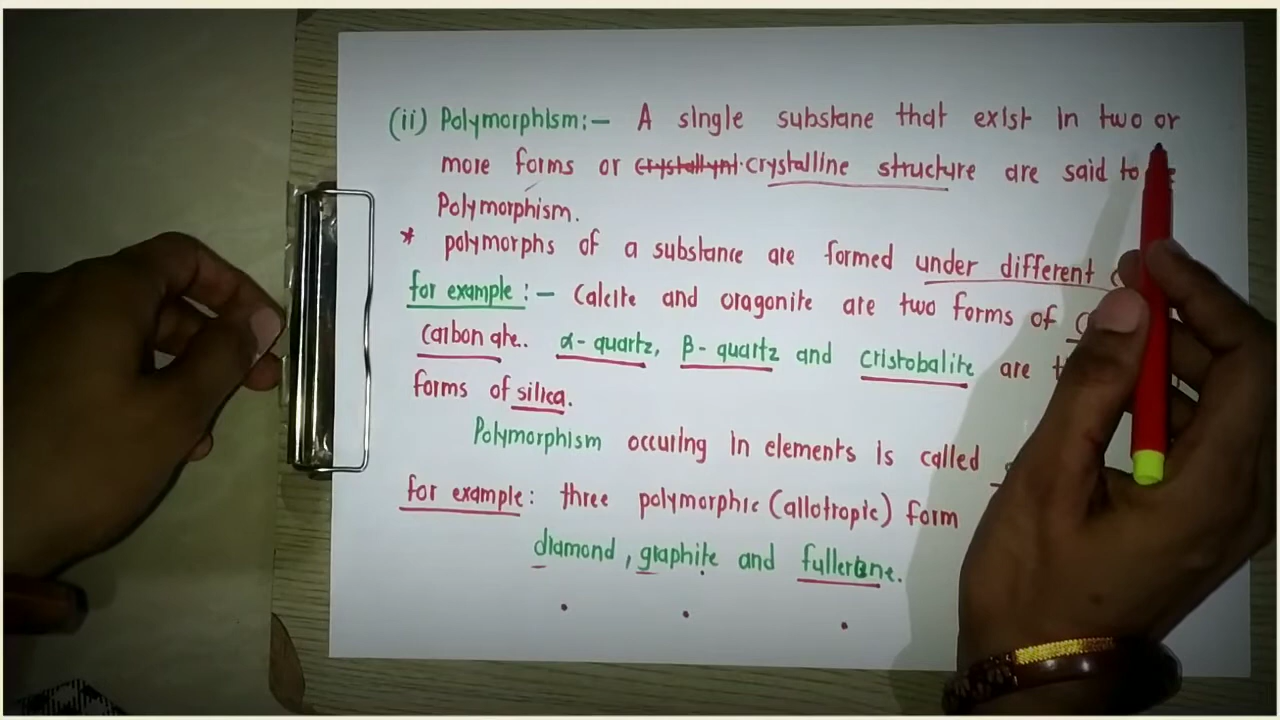 (ii) Polymorphism:- A single substane that exist in two or
more forms or crystallynt. crystalline structure are said to
Polymorphism.
* polymorphs of a substance are formed under different
for example :- Calcite and oragonite are two forms of
carbonate. α-quartz, β-quartz and cristobalite are
forms of silica.
Polymorphism occuring in elements is called
for example: three polymorphic (allotropic) form
diamond, graphite and fullerene.